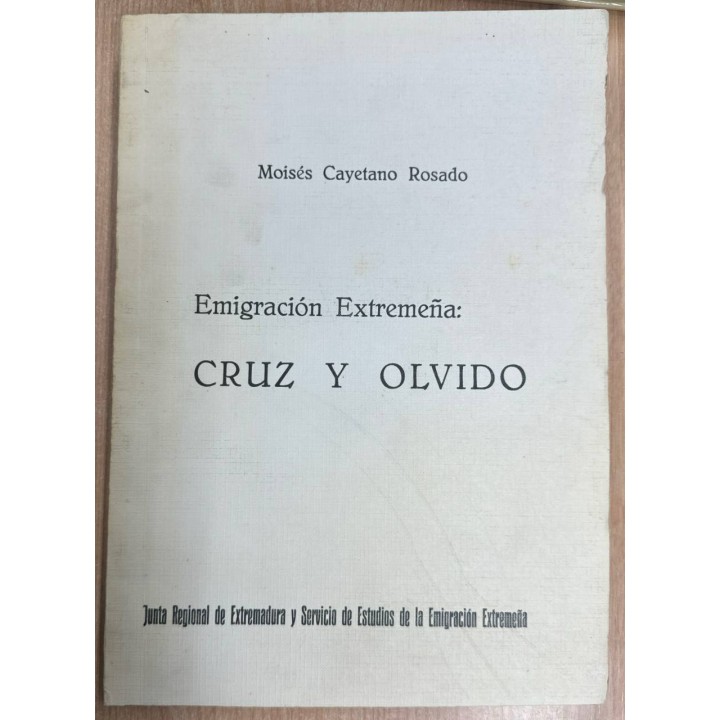 Moisés Cayetano Rosado
Emigración Extremeña:
CRUZ Y OLVIDO
Junta Regional de Extremadura y Servicio de Estudios de la Emigración Extremeña